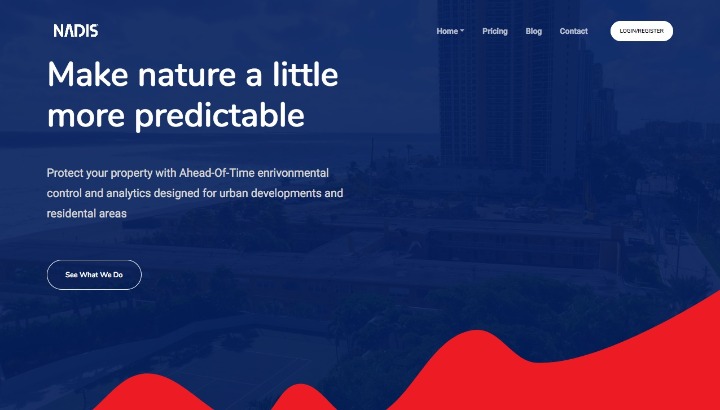 NADIS
Home
Pricing
Blog
Contact
LOGIN/REGISTER
Make nature a little
more predictable
Protect your property with Ahead-Of-Time enrivonmental
control and analytics designed for urban developments and
residental areas
See What We Do